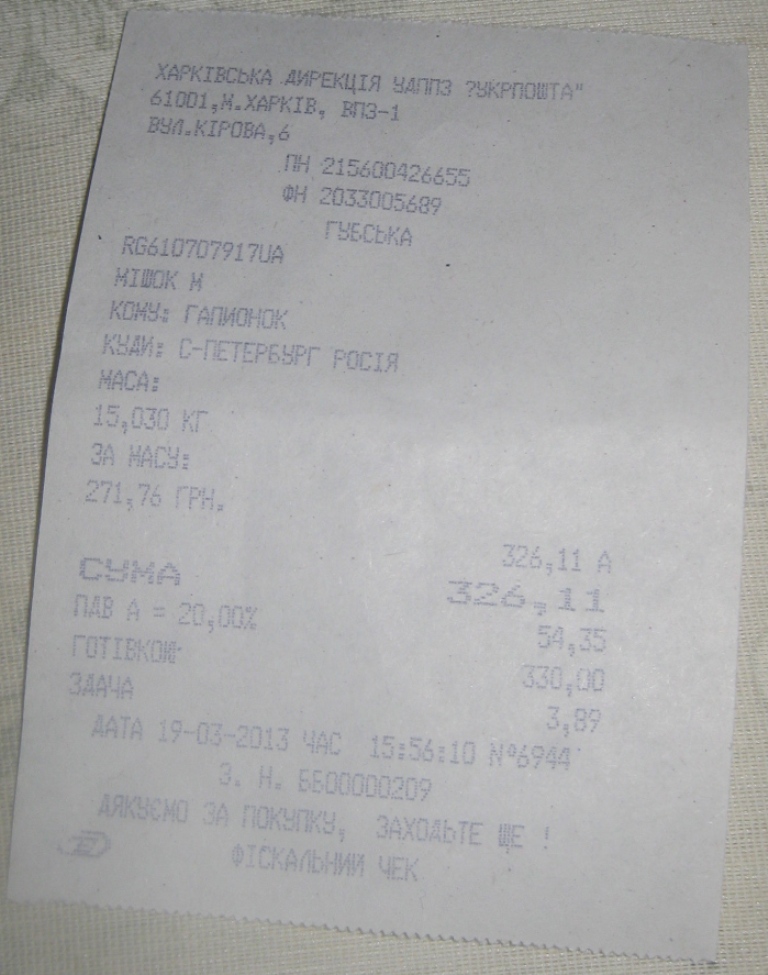 ХАРКІВСЬКА ДИРЕКЦІЯ УДППЗ ?УКРПОШТА"
61001,М.ХАРКІВ, ВПЗ-1
ВУЛ.КІРОВА,6
ПН 215600426655
ФН 2033005689
ГУБСЬКА
RG610707917UA
МІШОК М
КОМУ: ГАПИОНОК
КУДИ: С-ПЕТЕРБУРГ РОСІЯ
МАСА:
15,030 КГ
ЗА МАСУ:
271,76 ГРН.
326,11 А
СУМА 326,11
ПДВ А = 20,00% 54,35
ГОТІВКОЮ: 330,00
ЗДАЧА 3,89
ДАТА 19-03-2013 ЧАС 15:56:10 №6944
З. Н. ББ00000209
ДЯКУЄМО ЗА ПОКУПКУ, ЗАХОДЬТЕ ЩЕ !
ФІСКАЛЬНИЙ ЧЕК